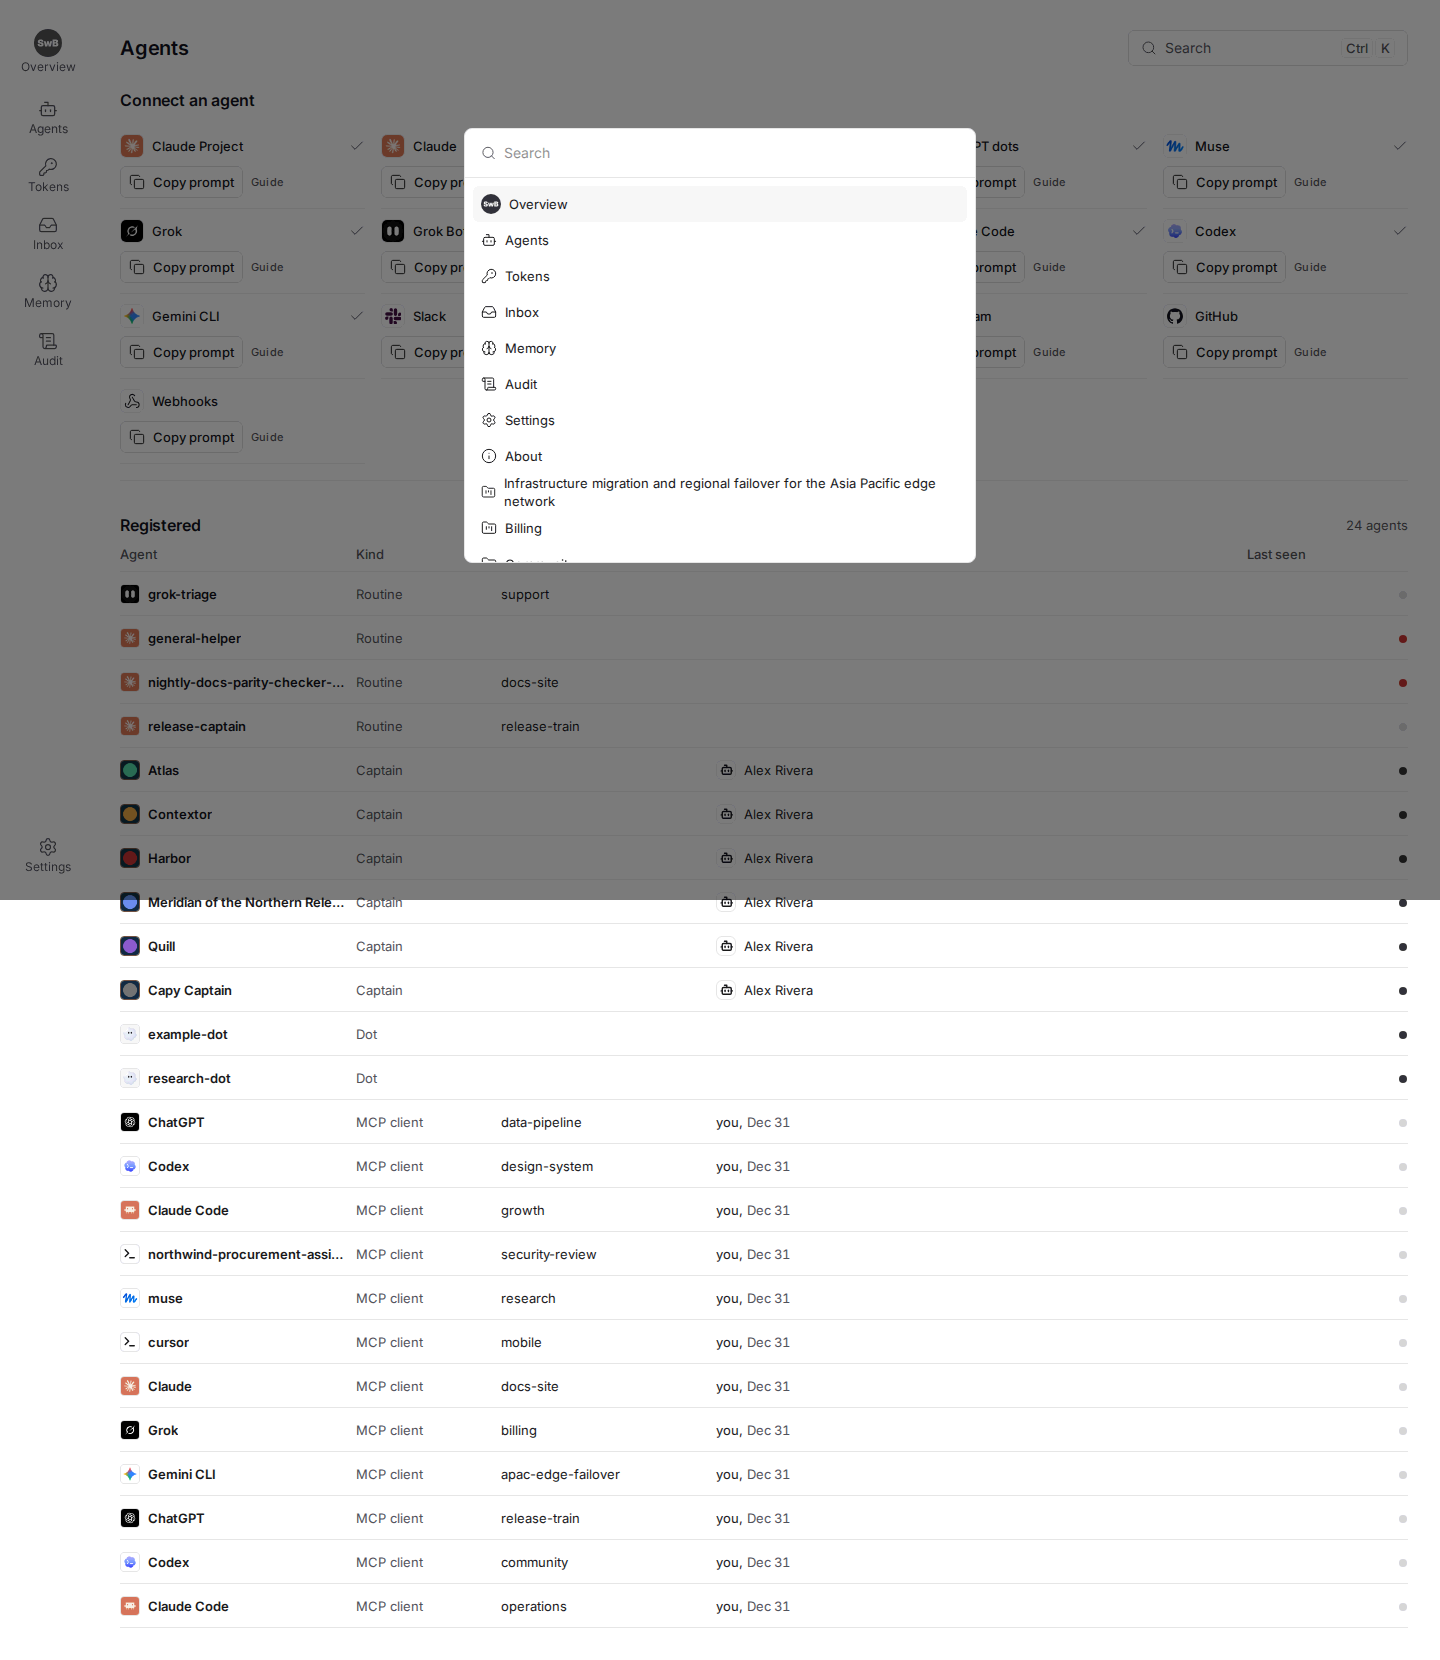 SwB
Overview
Agents
Tokens
Inbox
Memory
Audit
Settings
Agents
Search
Ctrl K
Connect an agent
Claude Project
Copy prompt Guide
Claude
Copy pr
PT dots
prompt Guide
Muse
Copy prompt Guide
Grok
Copy prompt Guide
Grok Bo
Copy pr
e Code
prompt Guide
Codex
Copy prompt Guide
Gemini CLI
Copy prompt Guide
Slack
Copy pr
am
prompt Guide
GitHub
Copy prompt Guide
Webhooks
Copy prompt Guide
Search
SwB Overview
Agents
Tokens
Inbox
Memory
Audit
Settings
About
Infrastructure migration and regional failover for the Asia Pacific edge
network
Billing
Registered
24 agents
Agent Kind Last seen
grok-triage Routine support
general-helper Routine
nightly-docs-parity-checker-... Routine docs-site
release-captain Routine release-train
Atlas Captain Alex Rivera
Contextor Captain Alex Rivera
Harbor Captain Alex Rivera
Meridian of the Northern Rele... Captain Alex Rivera
Quill Captain Alex Rivera
Capy Captain Captain Alex Rivera
example-dot Dot
research-dot Dot
ChatGPT MCP client data-pipeline you, Dec 31
Codex MCP client design-system you, Dec 31
Claude Code MCP client growth you, Dec 31
northwind-procurement-assi... MCP client security-review you, Dec 31
muse MCP client research you, Dec 31
cursor MCP client mobile you, Dec 31
Claude MCP client docs-site you, Dec 31
Grok MCP client billing you, Dec 31
Gemini CLI MCP client apac-edge-failover you, Dec 31
ChatGPT MCP client release-train you, Dec 31
Codex MCP client community you, Dec 31
Claude Code MCP client operations you, Dec 31